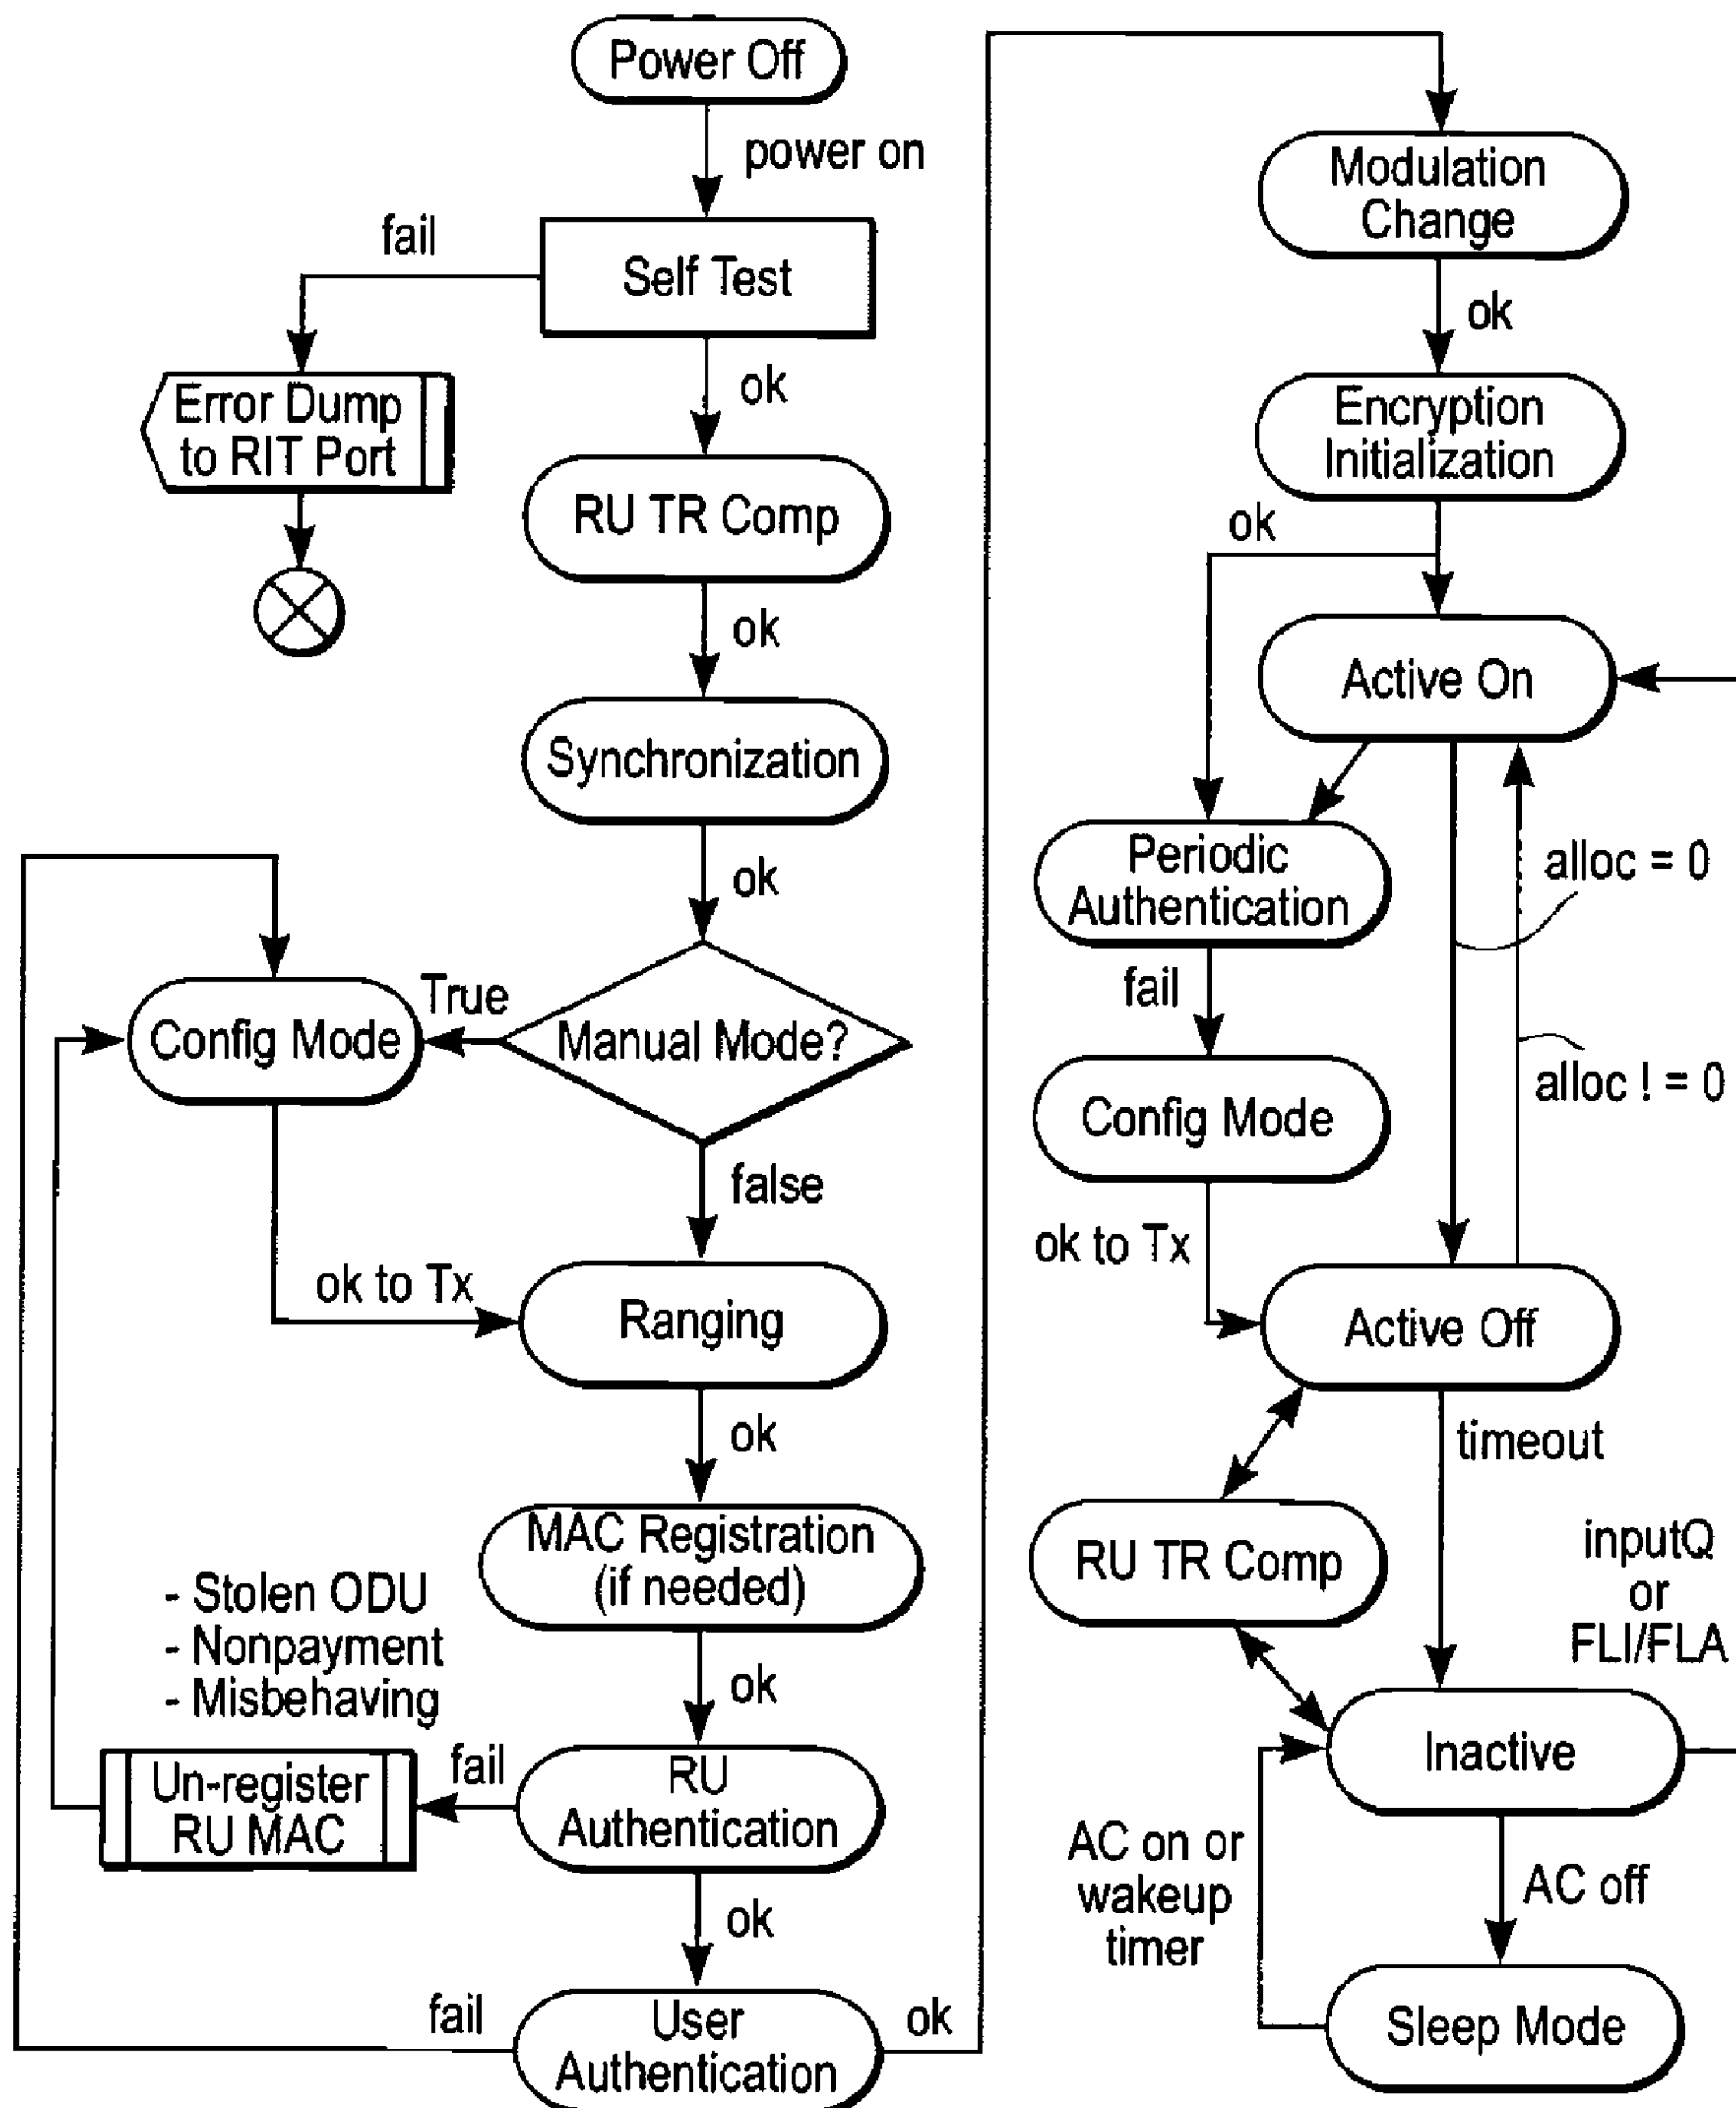 Power Off
power on
fail
Self Test
Error Dump
to RIT Port
ok
RU TR Comp
ok
Synchronization
ok
Config Mode
True
Manual Mode?
false
ok to Tx
Ranging
ok
MAC Registration
(if needed)
- Stolen ODU
- Nonpayment
- Misbehaving
ok
Un-register
RU MAC
fail
RU
Authentication
ok
fail
User
Authentication
ok
Modulation
Change
ok
Encryption
Initialization
ok
Active On
Periodic
Authentication
alloc = 0
fail
Config Mode
alloc ! = 0
ok to Tx
Active Off
timeout
RU TR Comp
inputQ
or
FLI/FLA
Inactive
AC on or
wakeup
timer
AC off
Sleep Mode